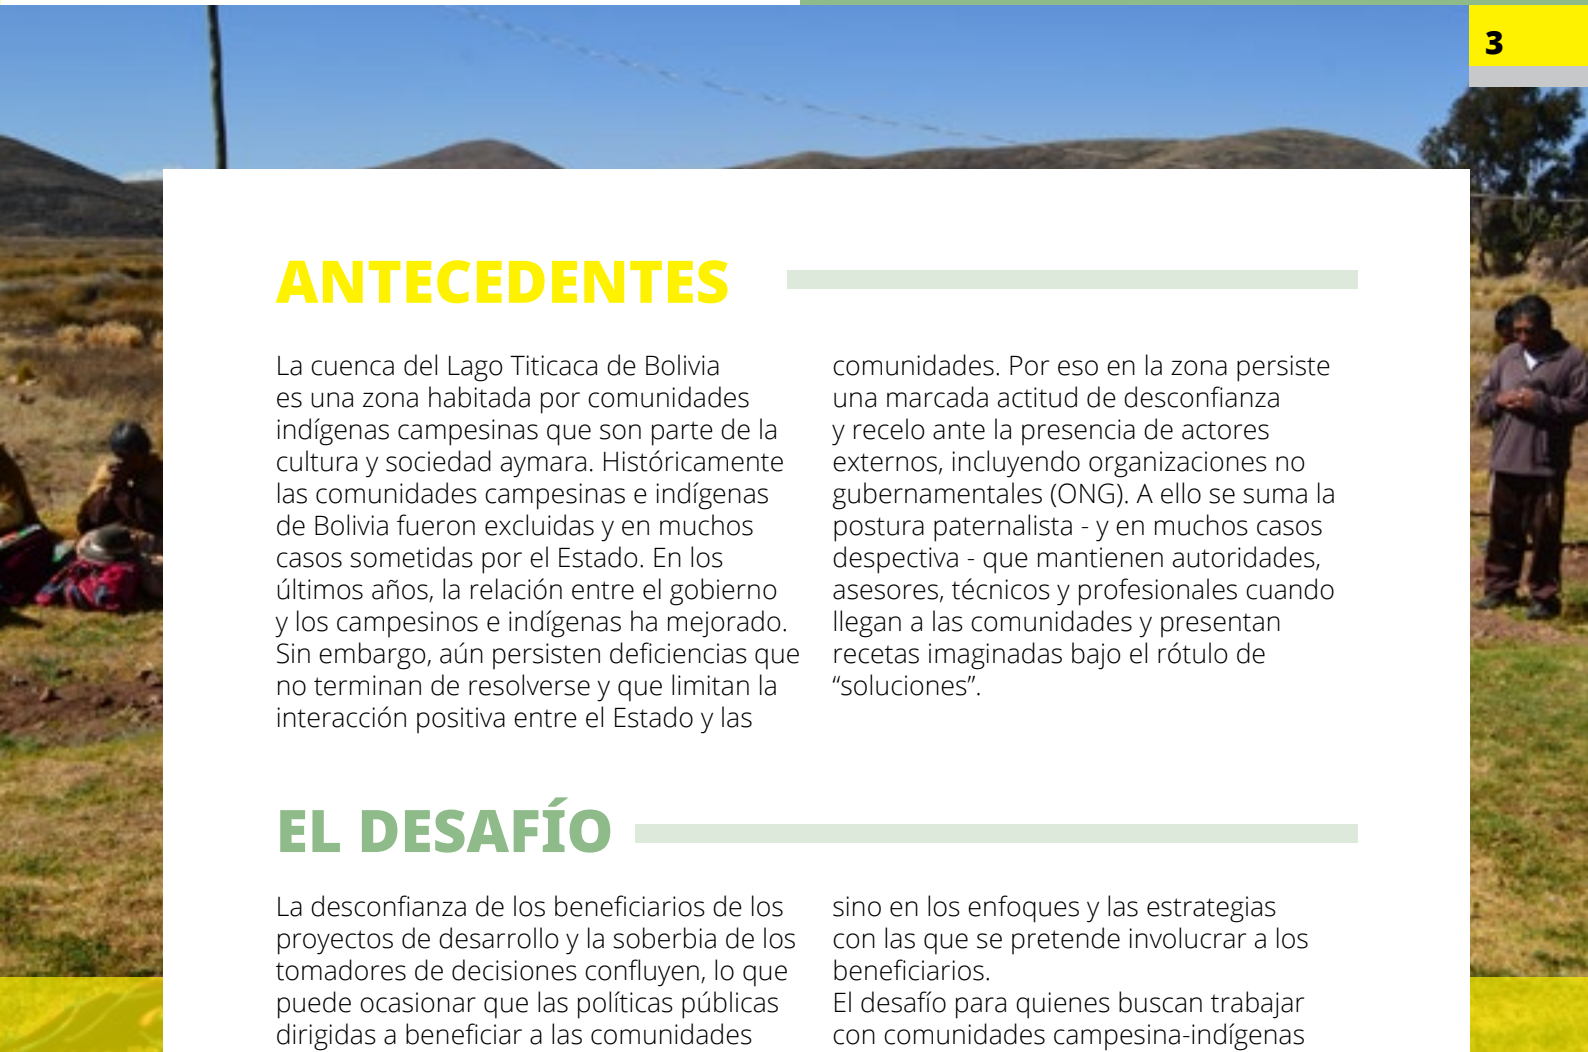 3
ANTECEDENTES
La cuenca del Lago Titicaca de Bolivia
es una zona habitada por comunidades
indígenas campesinas que son parte de la
cultura y sociedad aymara. Históricamente
las comunidades campesinas e indígenas
de Bolivia fueron excluidas y en muchos
casos sometidas por el Estado. En los
últimos años, la relación entre el gobierno
y los campesinos e indígenas ha mejorado.
Sin embargo, aún persisten deficiencias que
no terminan de resolverse y que limitan la
interacción positiva entre el Estado y las
comunidades. Por eso en la zona persiste
una marcada actitud de desconfianza
y recelo ante la presencia de actores
externos, incluyendo organizaciones no
gubernamentales (ONG). A ello se suma la
postura paternalista - y en muchos casos
despectiva - que mantienen autoridades,
asesores, técnicos y profesionales cuando
llegan a las comunidades y presentan
recetas imaginadas bajo el rótulo de
“soluciones”.
EL DESAFÍO
La desconfianza de los beneficiarios de los
proyectos de desarrollo y la soberbia de los
tomadores de decisiones confluyen, lo que
puede ocasionar que las políticas públicas
dirigidas a beneficiar a las comunidades
sino en los enfoques y las estrategias
con las que se pretende involucrar a los
beneficiarios.
El desafío para quienes buscan trabajar
con comunidades campesina-indígenas